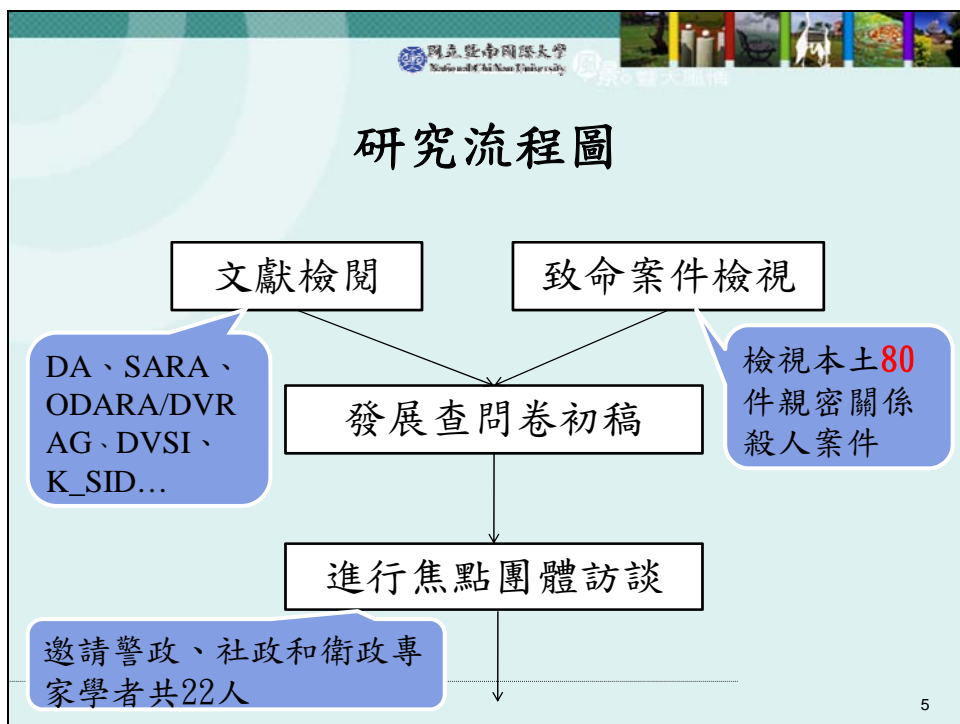 國立暨南國際大學
National Chi Nan University
研究流程圖
文獻檢閱
致命案件檢視
DA、SARA、
ODARA/DVR
AG、DVSI、
K_SID…
檢視本土80
件親密關係
殺人案件
發展查問卷初稿
進行焦點團體訪談
邀請警政、社政和衛政專
家學者共22人
5